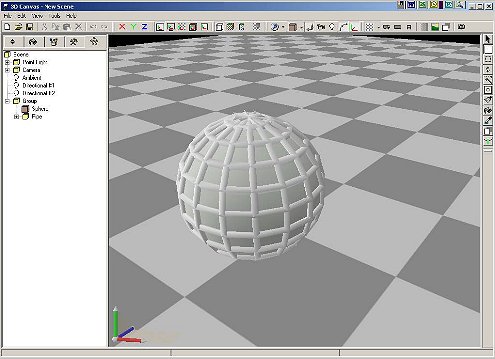 3D Canvas - New Scene
File Edit View Tools Help
X Y Z
Scene
Point Light
Camera
Ambient
Directional #1
Directional #2
Group
Sphere
Pipe